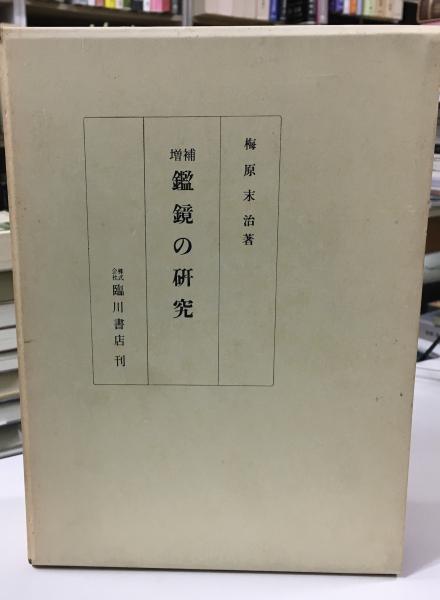 梅原末治著
増補
鑑鏡の研究
株式会社 臨川書店刊